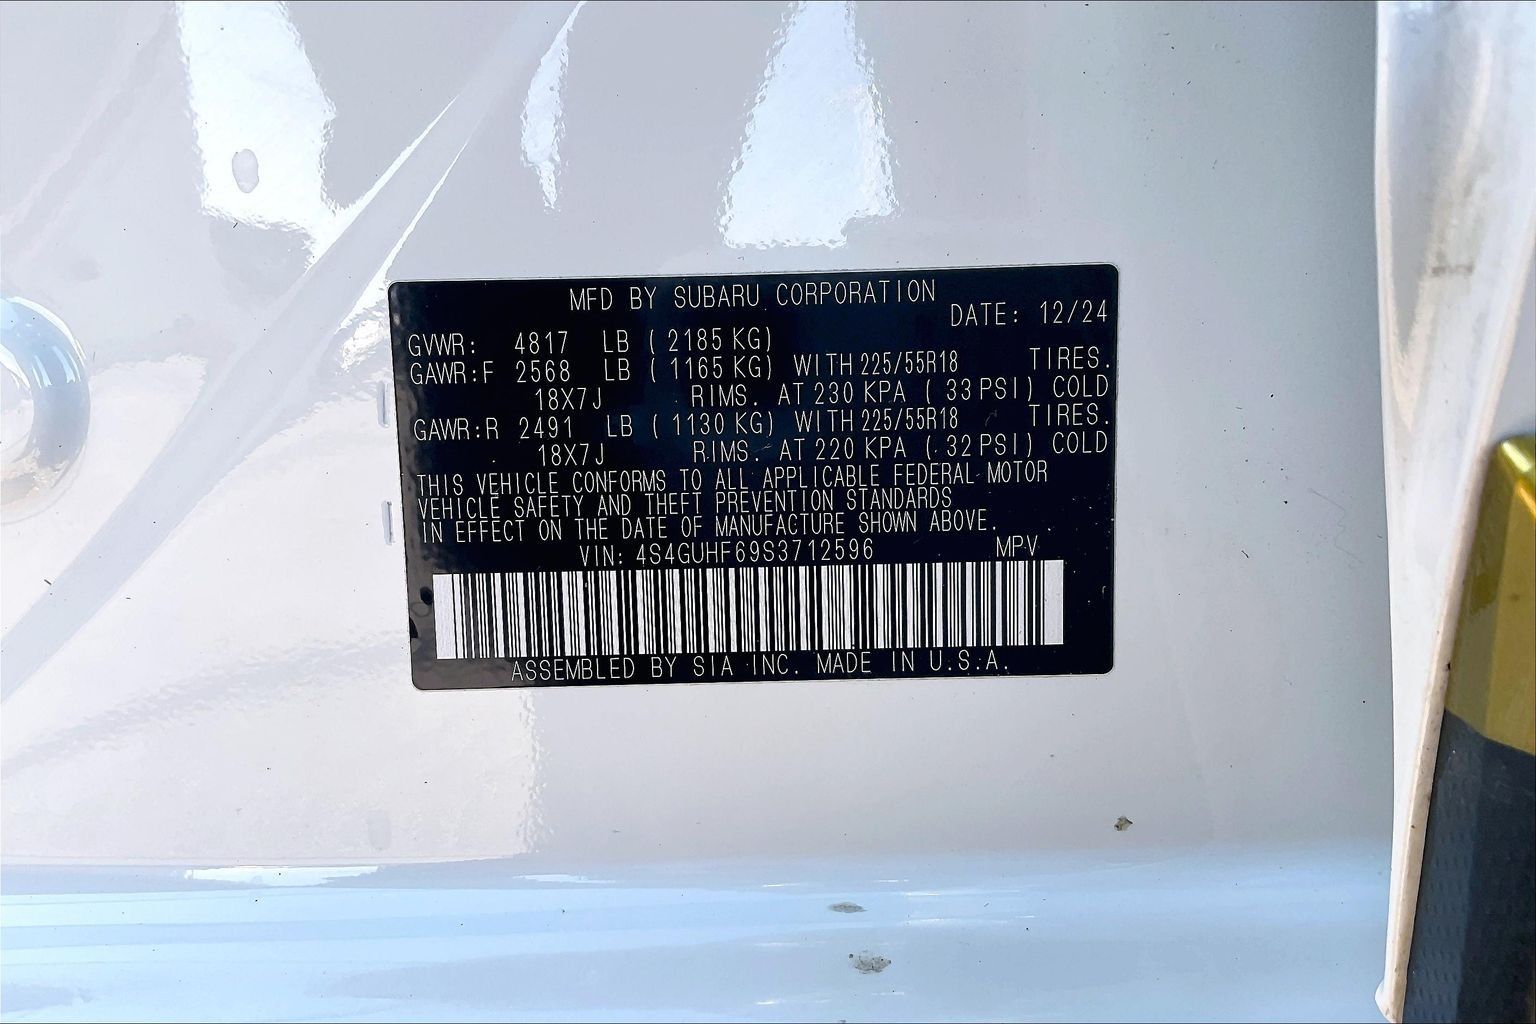 MFD BY SUBARU CORPORATION
DATE: 12/24
GVWR: 4817 LB ( 2185 KG)
GAWR:F 2568 LB ( 1165 KG) WITH 225/55R18 TIRES.
18X7J RIMS. AT 230 KPA ( 33 PSI) COLD
GAWR:R 2491 LB ( 1130 KG) WITH 225/55R18 TIRES.
18X7J RIMS. AT 220 KPA ( 32 PSI) COLD
THIS VEHICLE CONFORMS TO ALL APPLICABLE FEDERAL MOTOR
VEHICLE SAFETY AND THEFT PREVENTION STANDARDS
IN EFFECT ON THE DATE OF MANUFACTURE SHOWN ABOVE.
VIN: 4S4GUHF69S3712596 MPV
ASSEMBLED BY SIA INC. MADE IN U.S.A.